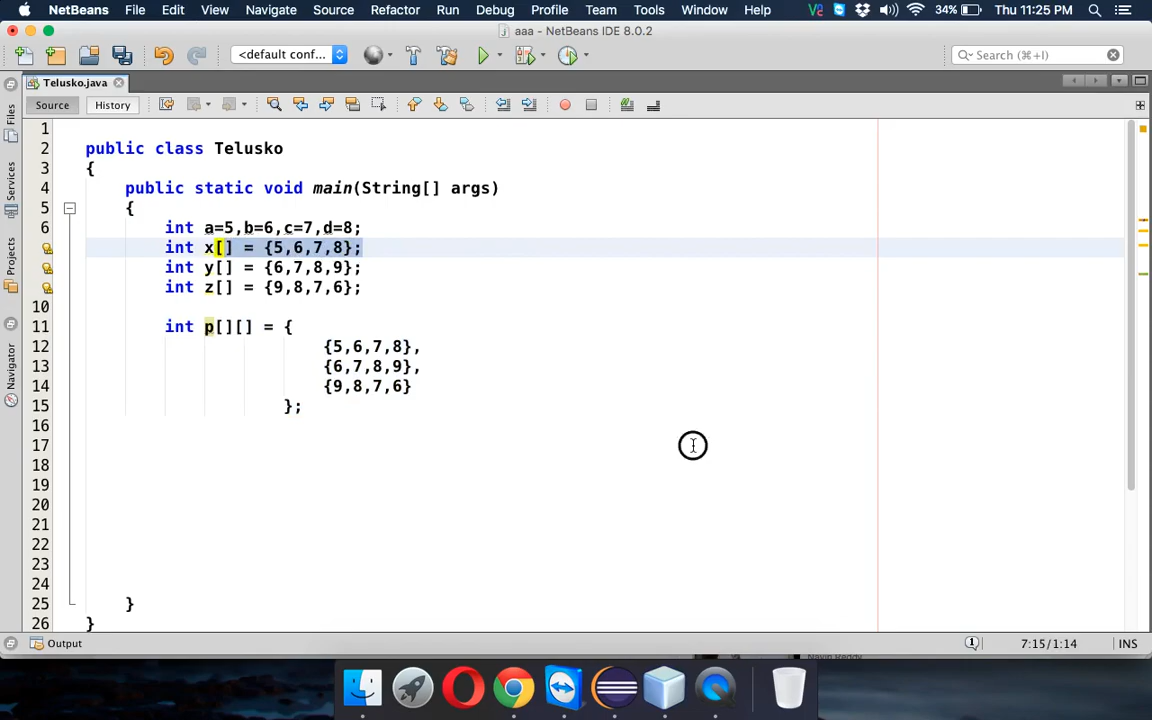 NetBeans File Edit View Navigate Source Refactor Run Debug Profile Team Tools Window Help 34% Thu 11:25 PM
aaa - NetBeans IDE 8.0.2
<default conf... Search (⌘+I)
Telusko.java
Source History
Files
Services
Projects
Navigator
1
2 public class Telusko
3 {
4 public static void main(String[] args)
5 {
6 int a=5,b=6,c=7,d=8;
int x[] = {5,6,7,8};
int y[] = {6,7,8,9};
int z[] = {9,8,7,6};
10
11 int p[][] = {
12 {5,6,7,8},
13 {6,7,8,9},
14 {9,8,7,6}
15 };
16
17
18
19
20
21
22
23
24
25 }
26 }
Output 1 7:15/1:14 INS